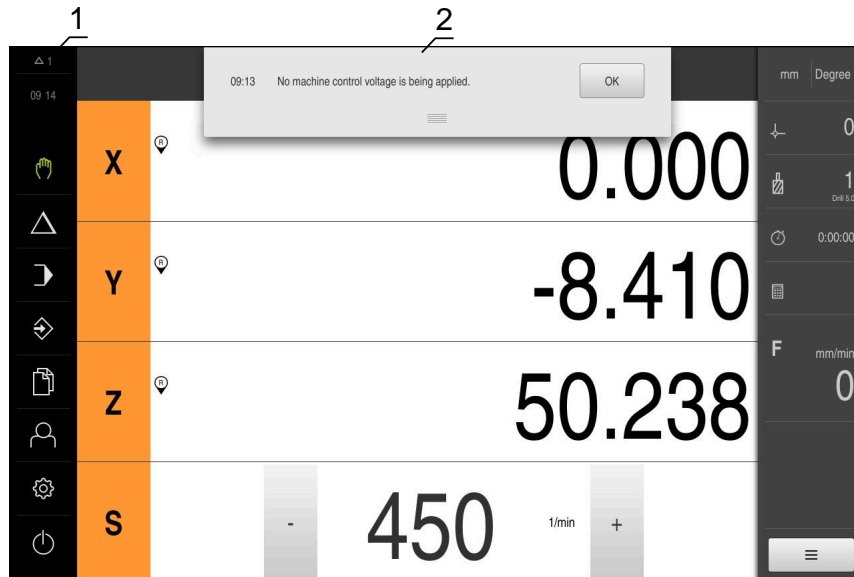 1
2
△ 1
09 14
09:13 No machine control voltage is being applied. OK
mm Degree
X R 0.000
0
1
Drill 5.0
0:00:00
Y R -8.410
F mm/min
0
Z R 50.238
S - 450 1/min +